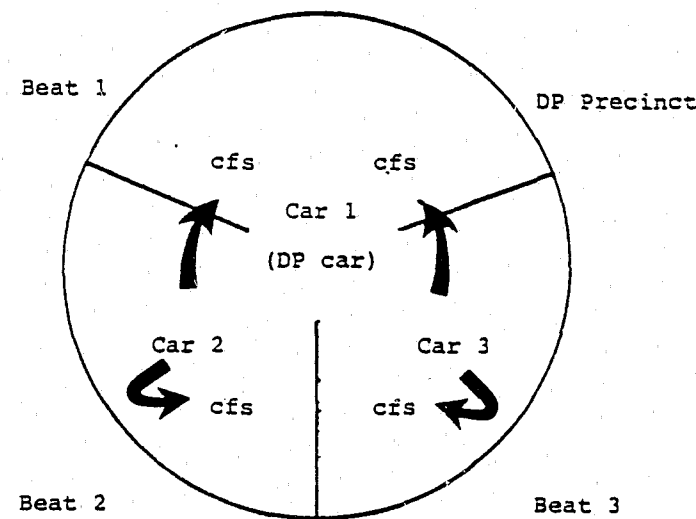 Beat 1
DP Precinct
cfs cfs
Car 1
(DP car)
Car 2 Car 3
cfs cfs
Beat 2 Beat 3